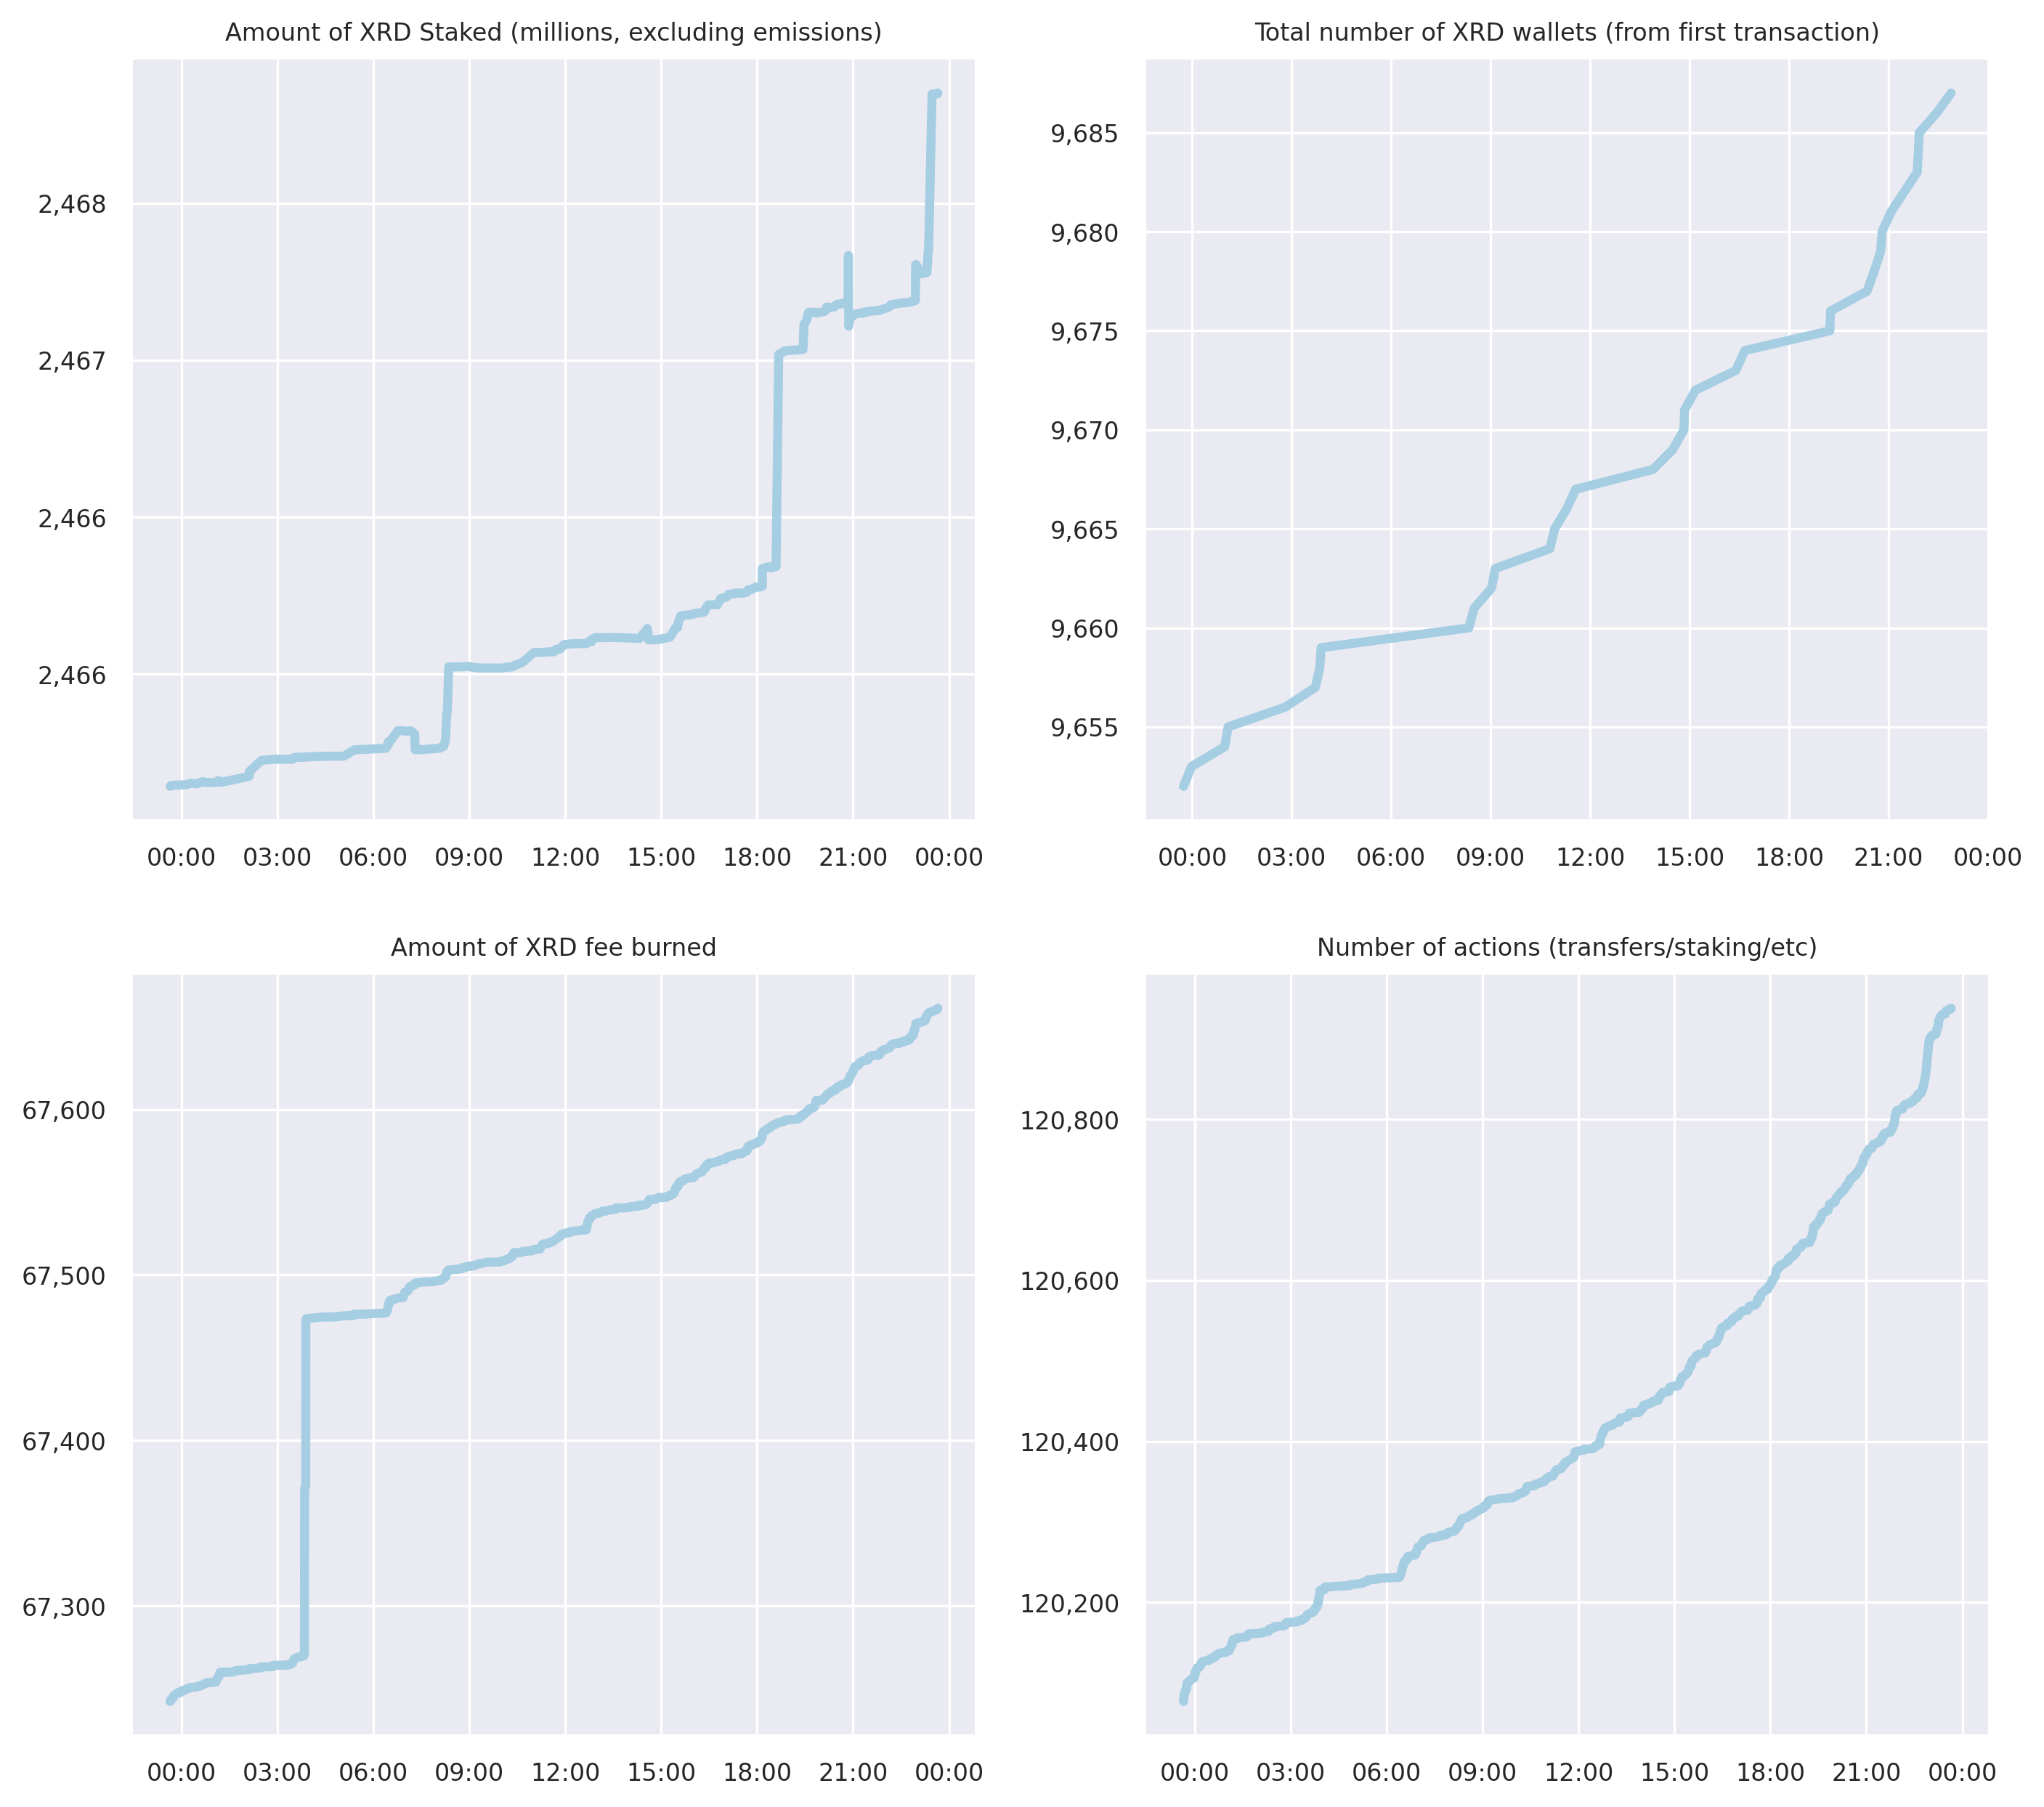 Amount of XRD Staked (millions, excluding emissions)
2,468
2,467
2,466
2,466
00:00 03:00 06:00 09:00 12:00 15:00 18:00 21:00 00:00
Total number of XRD wallets (from first transaction)
9,685
9,680
9,675
9,670
9,665
9,660
9,655
00:00 03:00 06:00 09:00 12:00 15:00 18:00 21:00 00:00
Amount of XRD fee burned
67,600
67,500
67,400
67,300
00:00 03:00 06:00 09:00 12:00 15:00 18:00 21:00 00:00
Number of actions (transfers/staking/etc)
120,800
120,600
120,400
120,200
00:00 03:00 06:00 09:00 12:00 15:00 18:00 21:00 00:00